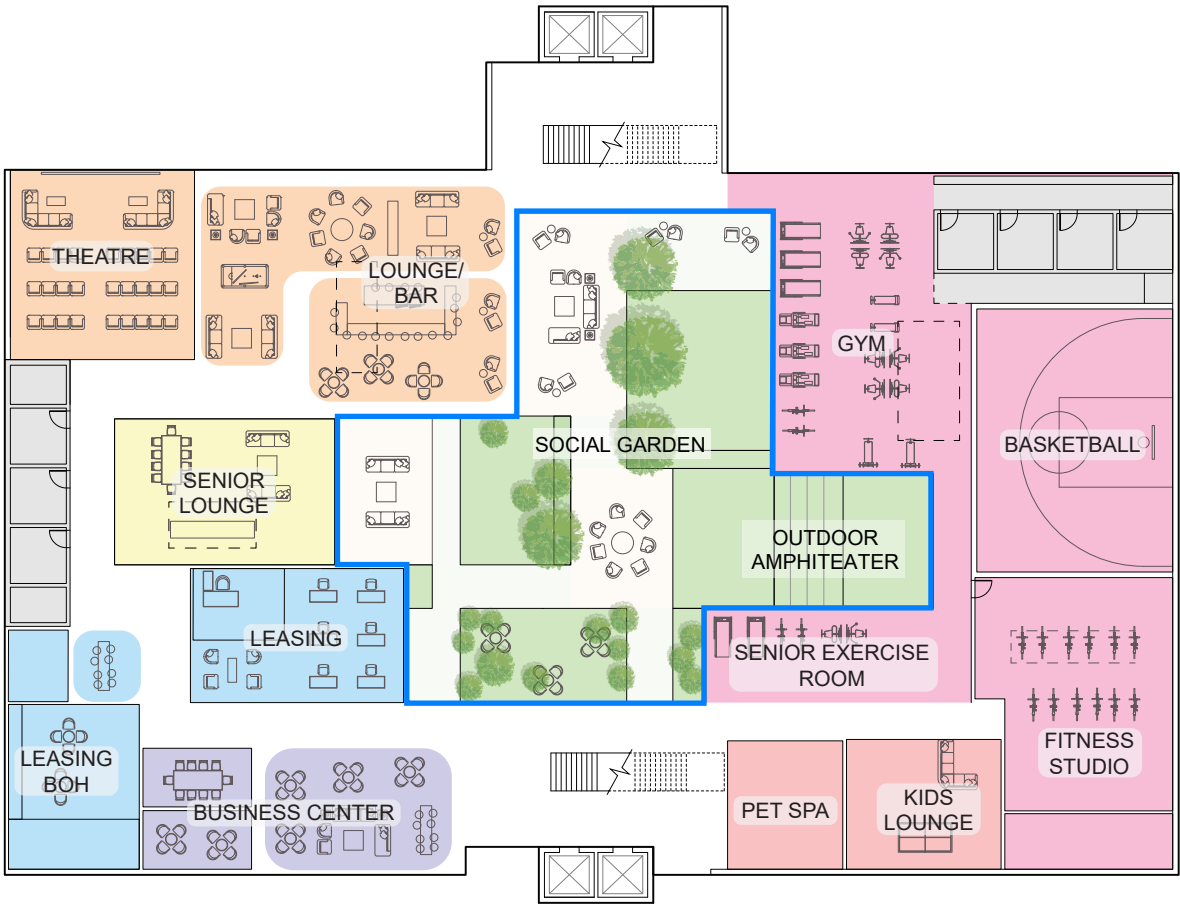 THEATRE
LOUNGE/
BAR
GYM
SOCIAL GARDEN
BASKETBALL
SENIOR
LOUNGE
OUTDOOR
AMPHITEATER
LEASING
SENIOR EXERCISE
ROOM
LEASING
BOH
FITNESS
STUDIO
BUSINESS CENTER
PET SPA
KIDS
LOUNGE